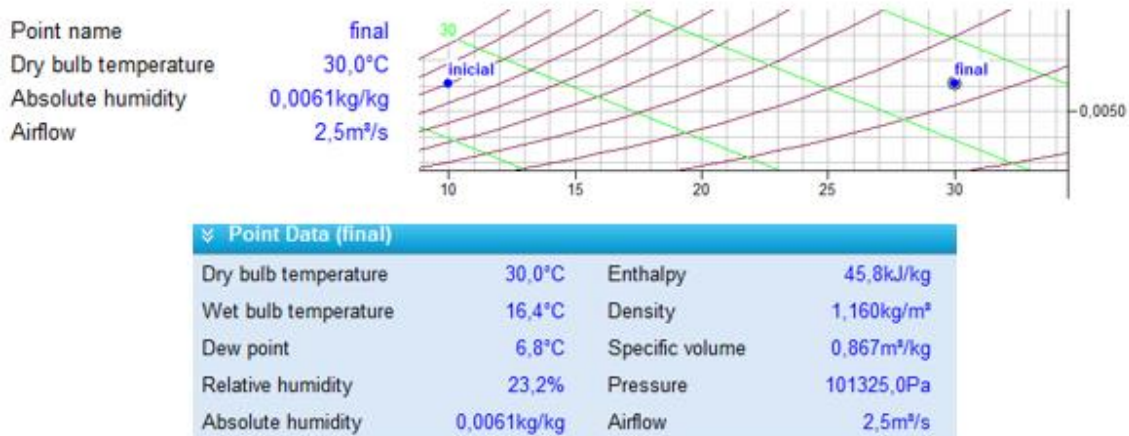 Point name final
Dry bulb temperature 30,0°C
Absolute humidity 0,0061kg/kg
Airflow 2,5m³/s
30
inicial
final
0,0050
10 15 20 25 30
Point Data (final)
Dry bulb temperature 30,0°C Enthalpy 45,8kJ/kg
Wet bulb temperature 16,4°C Density 1,160kg/m³
Dew point 6,8°C Specific volume 0,867m³/kg
Relative humidity 23,2% Pressure 101325,0Pa
Absolute humidity 0,0061kg/kg Airflow 2,5m³/s